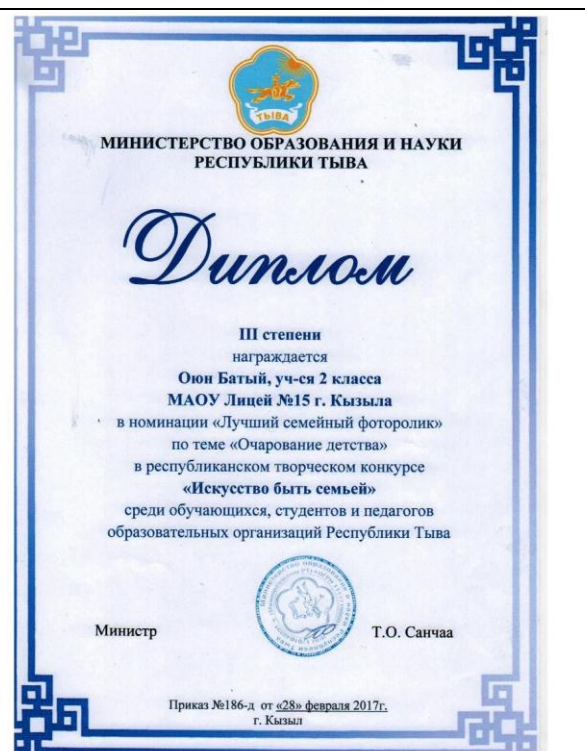 ТЫВА
МИНИСТЕРСТВО ОБРАЗОВАНИЯ И НАУКИ
РЕСПУБЛИКИ ТЫВА
Диплом
III степени
награждается
Оюн Батый, уч-ся 2 класса
МАОУ Лицей №15 г. Кызыла
в номинации «Лучший семейный фоторолик»
по теме «Очарование детства»
в республиканском творческом конкурсе
«Искусство быть семьей»
среди обучающихся, студентов и педагогов
образовательных организаций Республики Тыва
Министр Т.О. Санчаа
Приказ №186-д от «28» февраля 2017г.
г. Кызыл